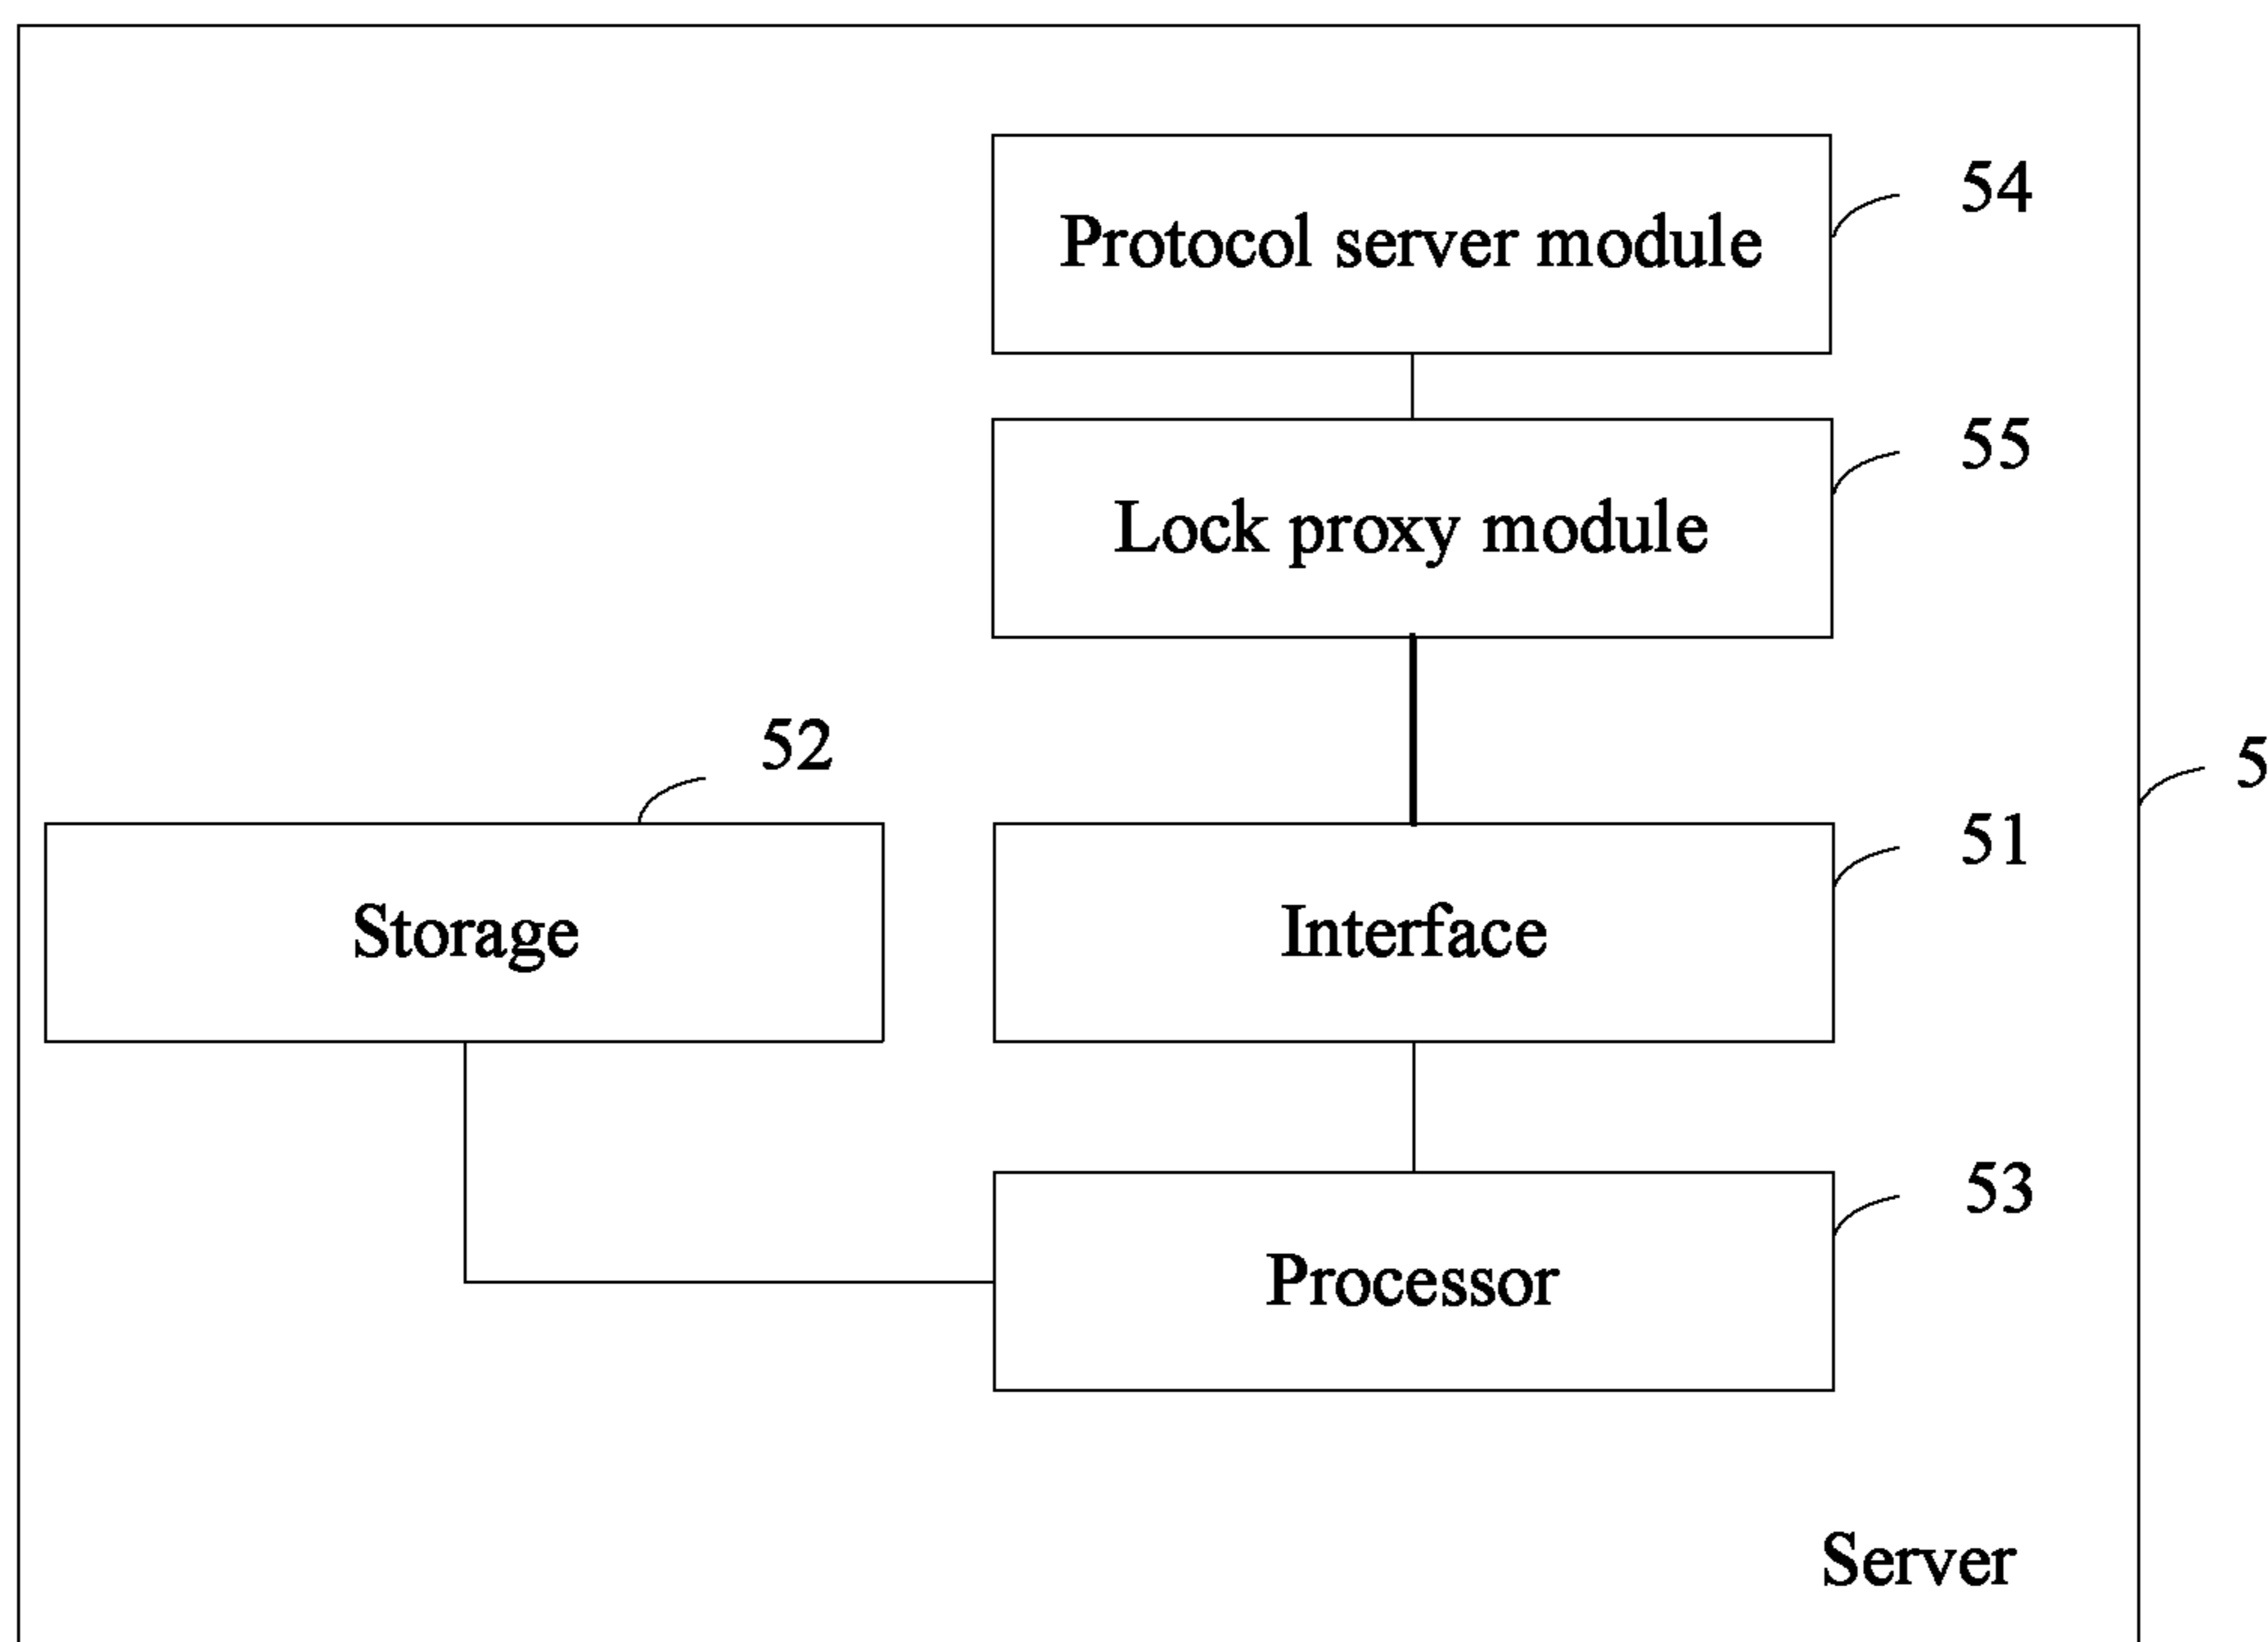 54
Protocol server module
55
Lock proxy module
52
5
51
Storage
Interface
53
Processor
Server